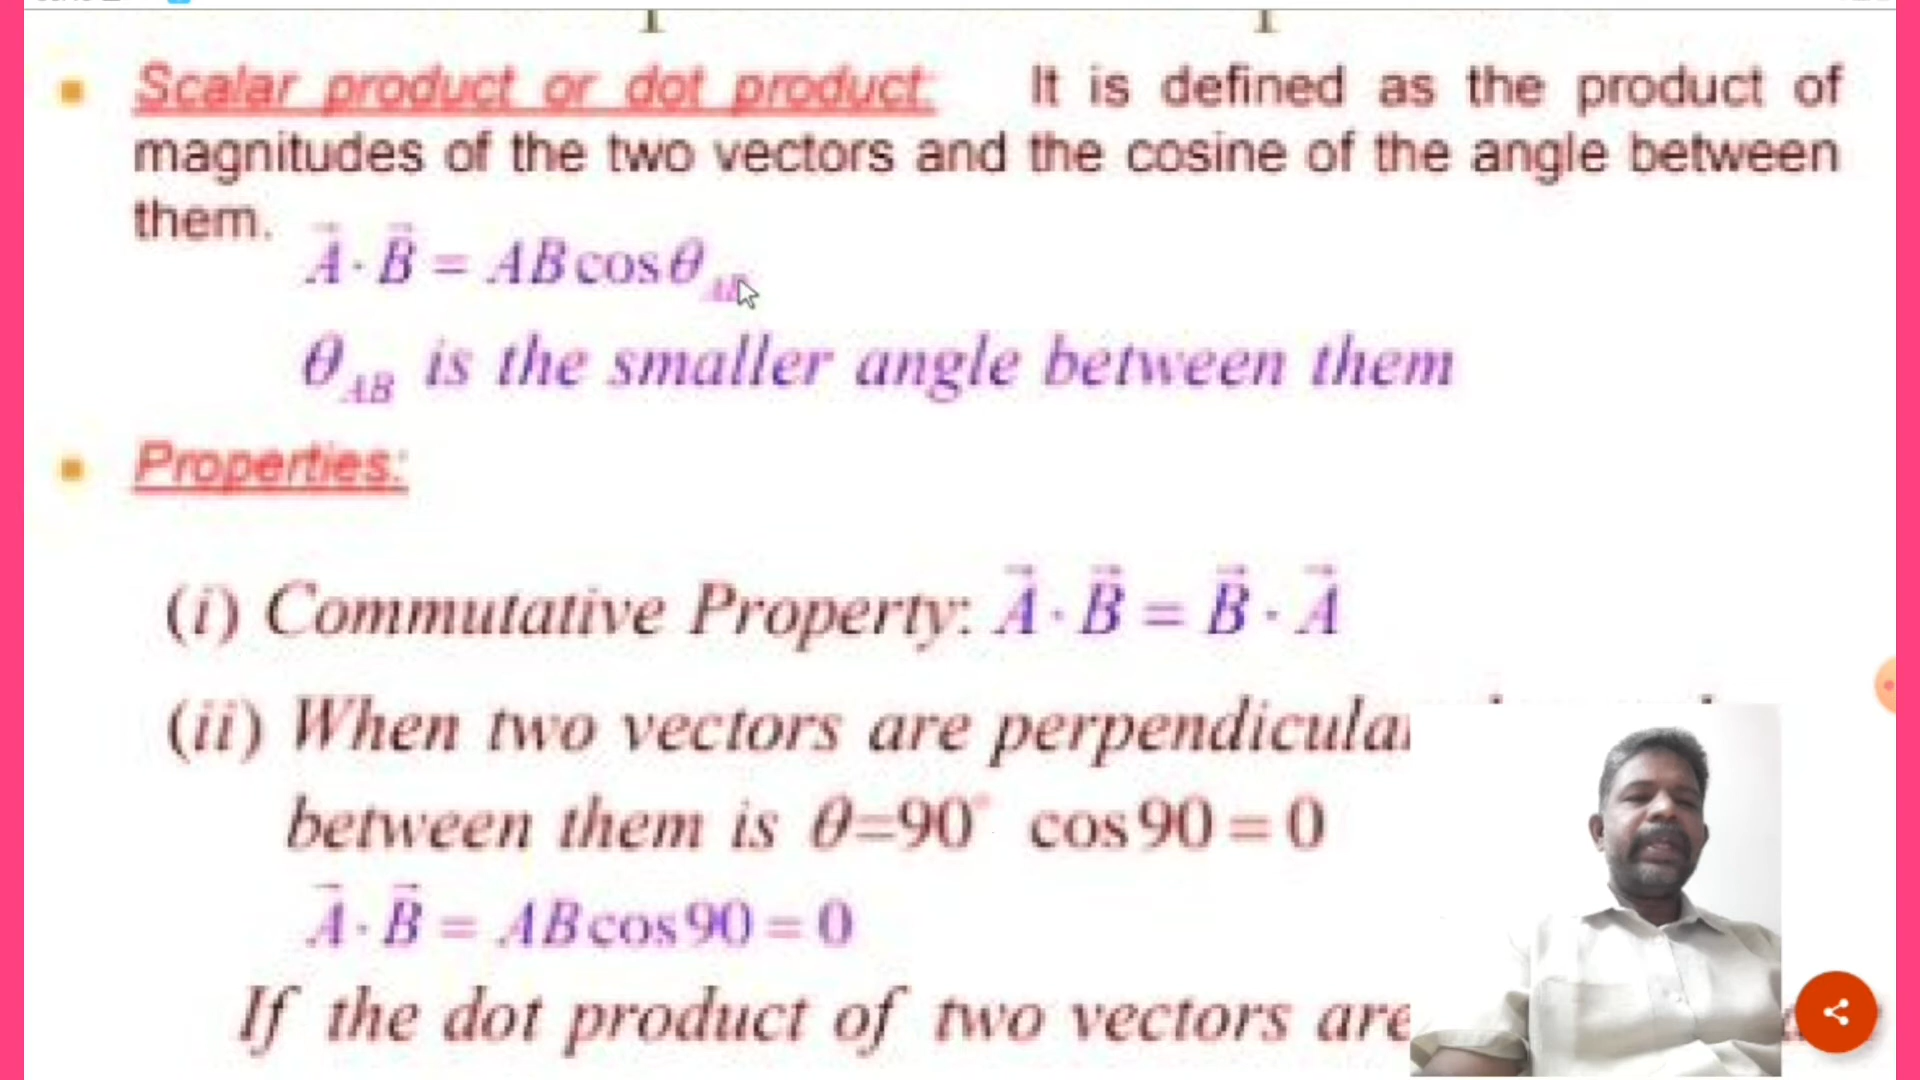 Scalar product or dot product: It is defined as the product of
magnitudes of the two vectors and the cosine of the angle between
them.
A⃗ · B⃗ = AB cos θ_AB
θ_AB is the smaller angle between them
Properties:
(i) Commutative Property: A⃗ · B⃗ = B⃗ · A⃗
(ii) When two vectors are perpendicular
between them is θ=90° cos 90 = 0
A⃗ · B⃗ = AB cos 90 = 0
If the dot product of two vectors are